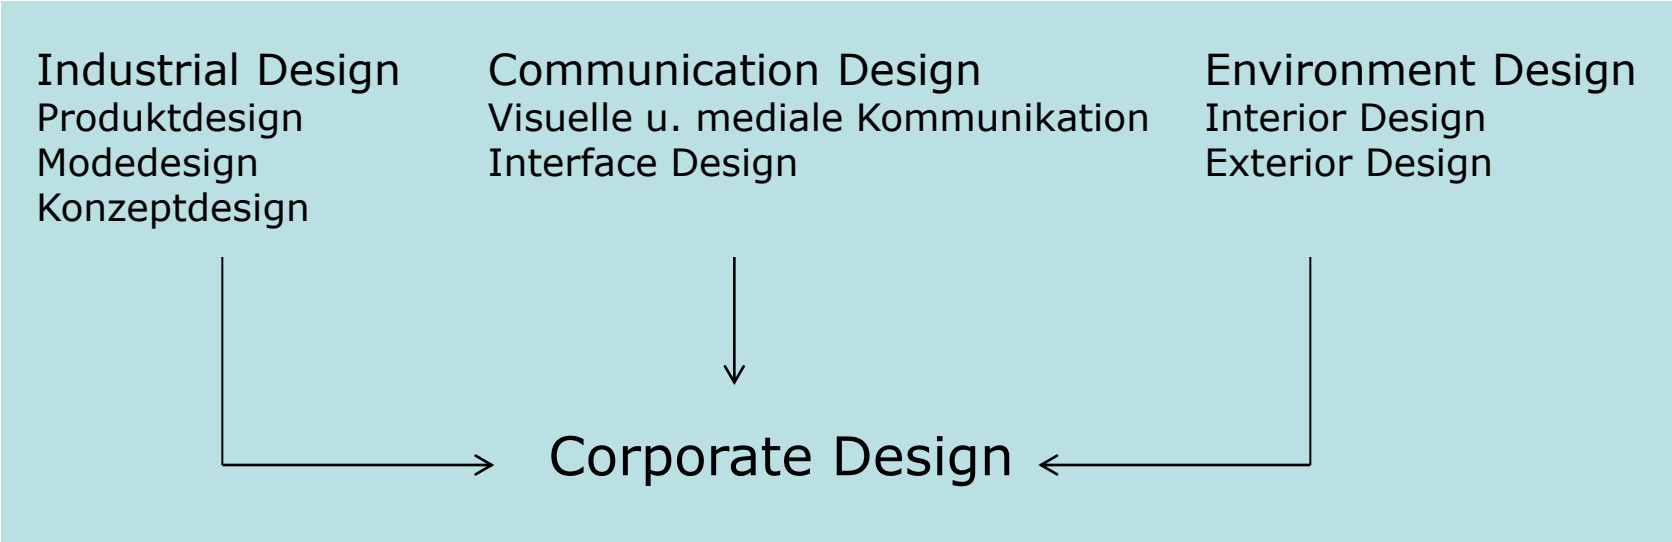 Industrial Design
Produktdesign
Modedesign
Konzeptdesign
Communication Design
Visuelle u. mediale Kommunikation
Interface Design
Environment Design
Interior Design
Exterior Design
Corporate Design